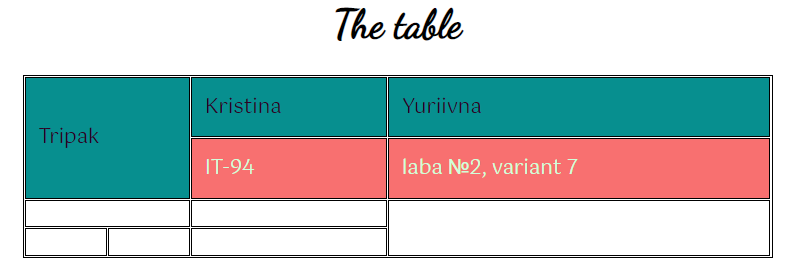 The table
Kristina
Yuriivna
Tripak
IT-94
laba №2, variant 7